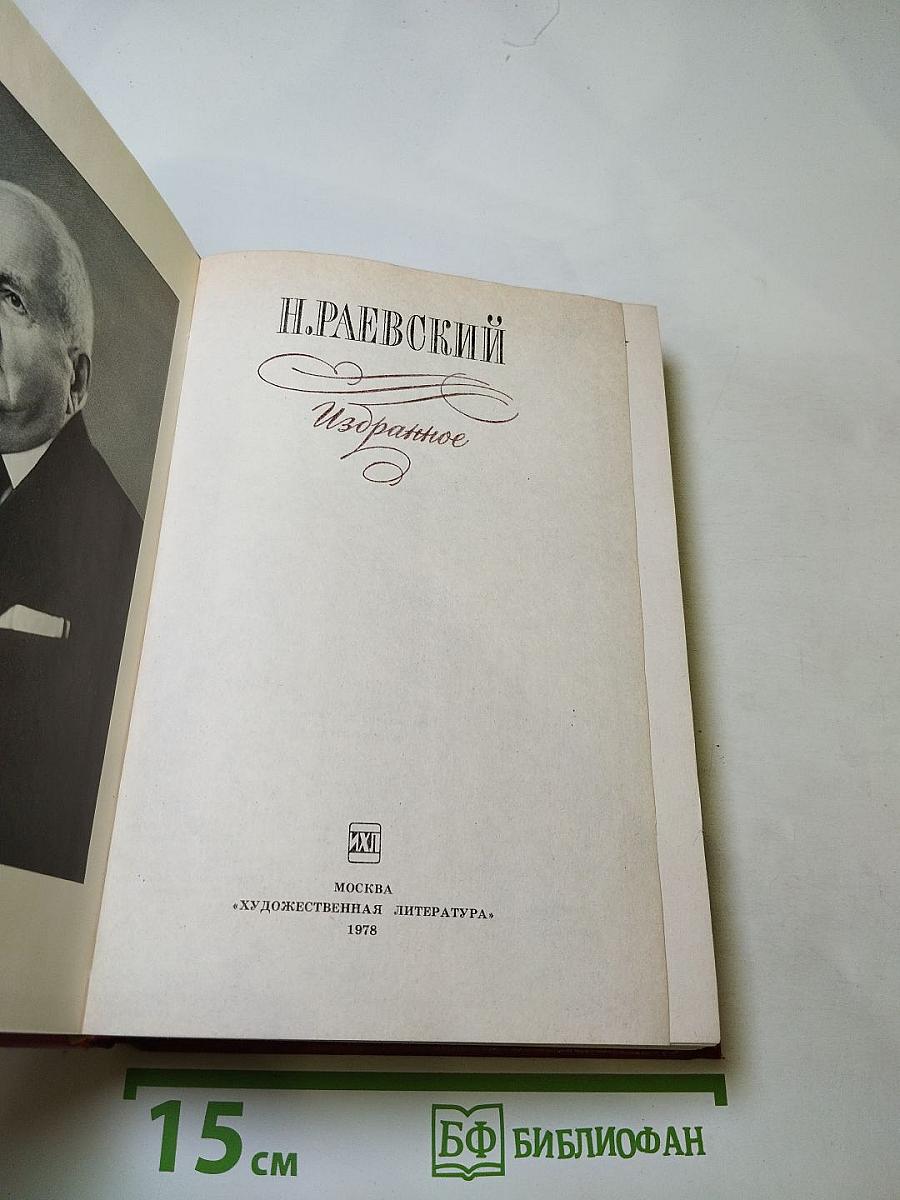 Н.РАЕВСКИЙ
Избранное
ИХЛ
МОСКВА
«ХУДОЖЕСТВЕННАЯ ЛИТЕРАТУРА»
1978
15 см
БФ БИБЛИОФАН